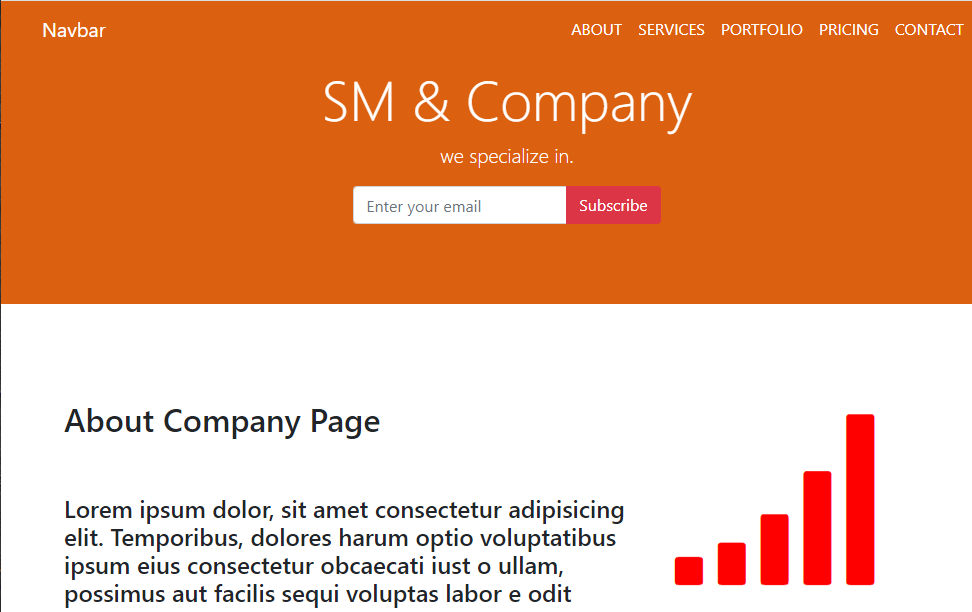 Navbar
ABOUT SERVICES PORTFOLIO PRICING CONTACT
SM & Company
we specialize in.
Enter your email Subscribe
About Company Page
Lorem ipsum dolor, sit amet consectetur adipisicing
elit. Temporibus, dolores harum optio voluptatibus
ipsum eius consectetur obcaecati iust o ullam,
possimus aut facilis sequi voluptas labor e odit